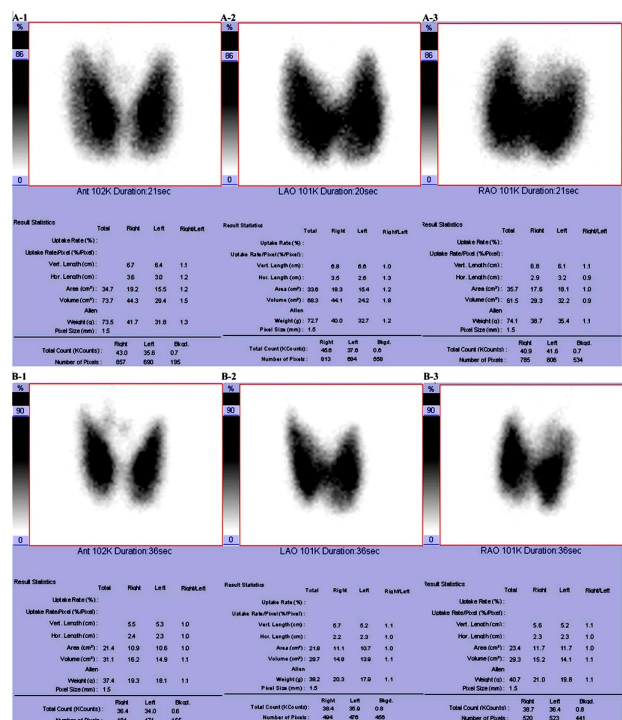 A-1
%
86
0
Ant 102K Duration:21sec
Result Statistics
Total Right Left Right/Left
Uptake Rate (%) :
Uptake Rate/Pixel (%/Pixel) :
Vert. Length (cm) : 6.7 6.4 1.1
Hor. Length (cm) : 3.6 3.0 1.2
Area (cm²) : 34.7 19.2 15.5 1.2
Volume (cm³) : 73.7 44.3 29.4 1.5
Allen
Weight (g) : 73.5 41.7 31.8 1.3
Pixel Size (mm) : 1.5
Right Left Bkgd.
Total Count (KCounts) : 43.0 0.7
Number of Pixels : 857 690 195
A-2
%
86
0
LAO 101K Duration:20sec
Result Statistics
Total Right Left Right/Left
Uptake Rate (%) :
Uptake Rate/Pixel (%/Pixel) :
Vert. Length (cm) : 6.8 6.6 1.0
Hor. Length (cm) : 3.5 2.8 1.3
Area (cm²) : 33.6 18.3 15.4 1.2
Volume (cm³) : 68.3 44.1 24.2 1.8
Allen
Weight (g) : 72.7 40.0 32.7 1.2
Pixel Size (mm) : 1.5
Right Left Bkgd.
Total Count (KCounts) :
Number of Pixels : 813 684
A-3
%
86
0
RAO 101K Duration:21sec
Result Statistics
Total Right Left Right/Left
Uptake Rate (%) :
Uptake Rate/Pixel (%/Pixel) :
Vert. Length (cm) : 6.8 6.1 1.1
Hor. Length (cm) : 2.9 3.2 0.9
Area (cm²) : 35.7 17.6 18.1 1.0
Volume (cm³) : 61.5 29.3 32.2 0.9
Allen
Weight (g) : 74.1 38.7 35.4 1.1
Pixel Size (mm) : 1.5
Right Left Bkgd.
Total Count (KCounts) : 40.9 41.6 0.7
Number of Pixels : 785 806 534
B-1
%
90
0
Ant 102K Duration:36sec
Result Statistics
Total Right Left Right/Left
Uptake Rate (%) :
Uptake Rate/Pixel (%/Pixel) :
Vert. Length (cm) : 5.5 5.3 1.0
Hor. Length (cm) : 2.4 2.3 1.0
Area (cm²) : 21.4 10.9 10.6 1.0
Volume (cm³) : 31.1 16.2 14.9 1.1
Allen
Weight (g) : 37.4 19.3 18.1 1.1
Pixel Size (mm) : 1.5
Right Left Bkgd.
Total Count (KCounts) : 36.4 34.0 0.6
Number of Pixels
B-2
%
90
0
LAO 101K Duration:36sec
Result Statistics
Total Right Left Right/Left
Uptake Rate (%) :
Uptake Rate/Pixel (%/Pixel) :
Vert. Length (cm) : 5.7 5.2 1.1
Hor. Length (cm) : 2.2 2.3 1.0
Area (cm²) : 21.8 11.1 10.7 1.0
Volume (cm³) : 28.7 14.8 13.9 1.1
Allen
Weight (g) : 38.2 20.3 17.9 1.1
Pixel Size (mm) : 1.5
Right Left Bkgd.
Total Count (KCounts) : 38.4 35.9 0.8
Number of Pixels : 494 476
B-3
%
90
0
RAO 101K Duration:36sec
Result Statistics
Total Right Left Right/Left
Uptake Rate (%) :
Uptake Rate/Pixel (%/Pixel) :
Vert. Length (cm) : 5.6 5.2 1.1
Hor. Length (cm) : 2.3 2.3 1.0
Area (cm²) : 23.4 11.7 11.7 1.0
Volume (cm³) : 29.3 15.2 14.1 1.1
Allen
Weight (g) : 40.7 21.0 19.8 1.1
Pixel Size (mm) : 1.5
Right Left Bkgd.
Total Count (KCounts) : 38.7 36.4 0.8
Number of Pixels : 520 523 441